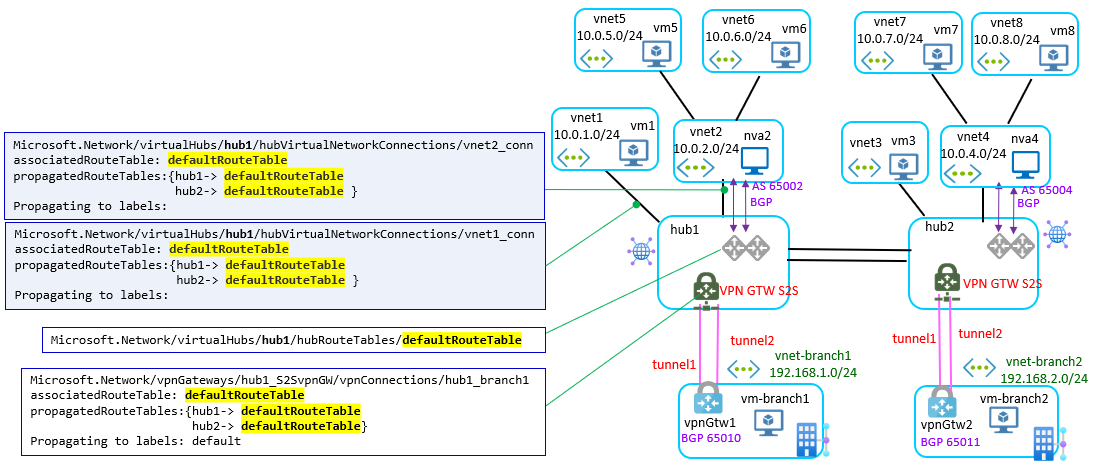 vnet5
10.0.5.0/24
vm5
vnet6
10.0.6.0/24
vm6
vnet7
10.0.7.0/24
vm7
vnet8
10.0.8.0/24
vm8
vnet1
10.0.1.0/24
vm1
vnet2
10.0.2.0/24
nva2
vnet3
vm3
vnet4
10.0.4.0/24
nva4
Microsoft.Network/virtualHubs/hub1/hubVirtualNetworkConnections/vnet2_conn
associatedRouteTable: defaultRouteTable
propagatedRouteTables:{hub1-> defaultRouteTable
hub2-> defaultRouteTable }
Propagating to labels:
AS 65002
BGP
AS 65004
BGP
Microsoft.Network/virtualHubs/hub1/hubVirtualNetworkConnections/vnet1_conn
associatedRouteTable: defaultRouteTable
propagatedRouteTables:{hub1-> defaultRouteTable
hub2-> defaultRouteTable }
Propagating to labels:
hub1
hub2
VPN GTW S2S
VPN GTW S2S
Microsoft.Network/virtualHubs/hub1/hubRouteTables/defaultRouteTable
Microsoft.Network/vpnGateways/hub1_S2SvpnGW/vpnConnections/hub1_branch1
associatedRouteTable: defaultRouteTable
propagatedRouteTables:{hub1-> defaultRouteTable
hub2-> defaultRouteTable}
Propagating to labels: default
tunnel1
tunnel2
vnet-branch1
192.168.1.0/24
tunnel1
tunnel2
vnet-branch2
192.168.2.0/24
vpnGtw1
BGP 65010
vm-branch1
vpnGtw2
BGP 65011
vm-branch2